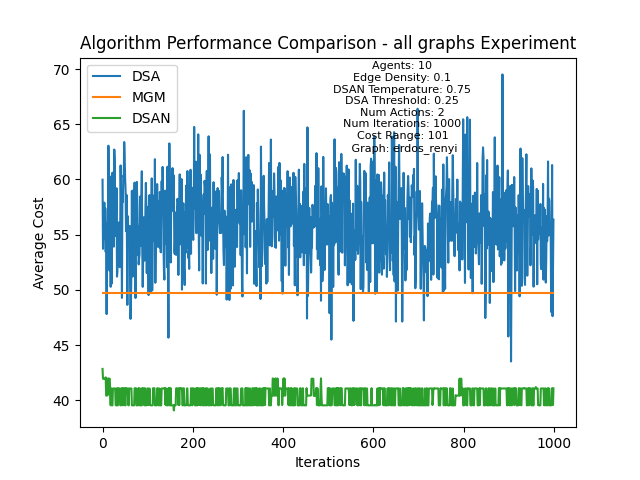 Algorithm Performance Comparison - all graphs Experiment
DSA
MGM
DSAN
Agents: 10
Edge Density: 0.1
DSAN Temperature: 0.75
DSA Threshold: 0.25
Num Actions: 2
Num Iterations: 1000
Cost Range: 101
Graph: erdos_renyi
Average Cost
70
65
60
55
50
45
40
0 200 400 600 800 1000
Iterations